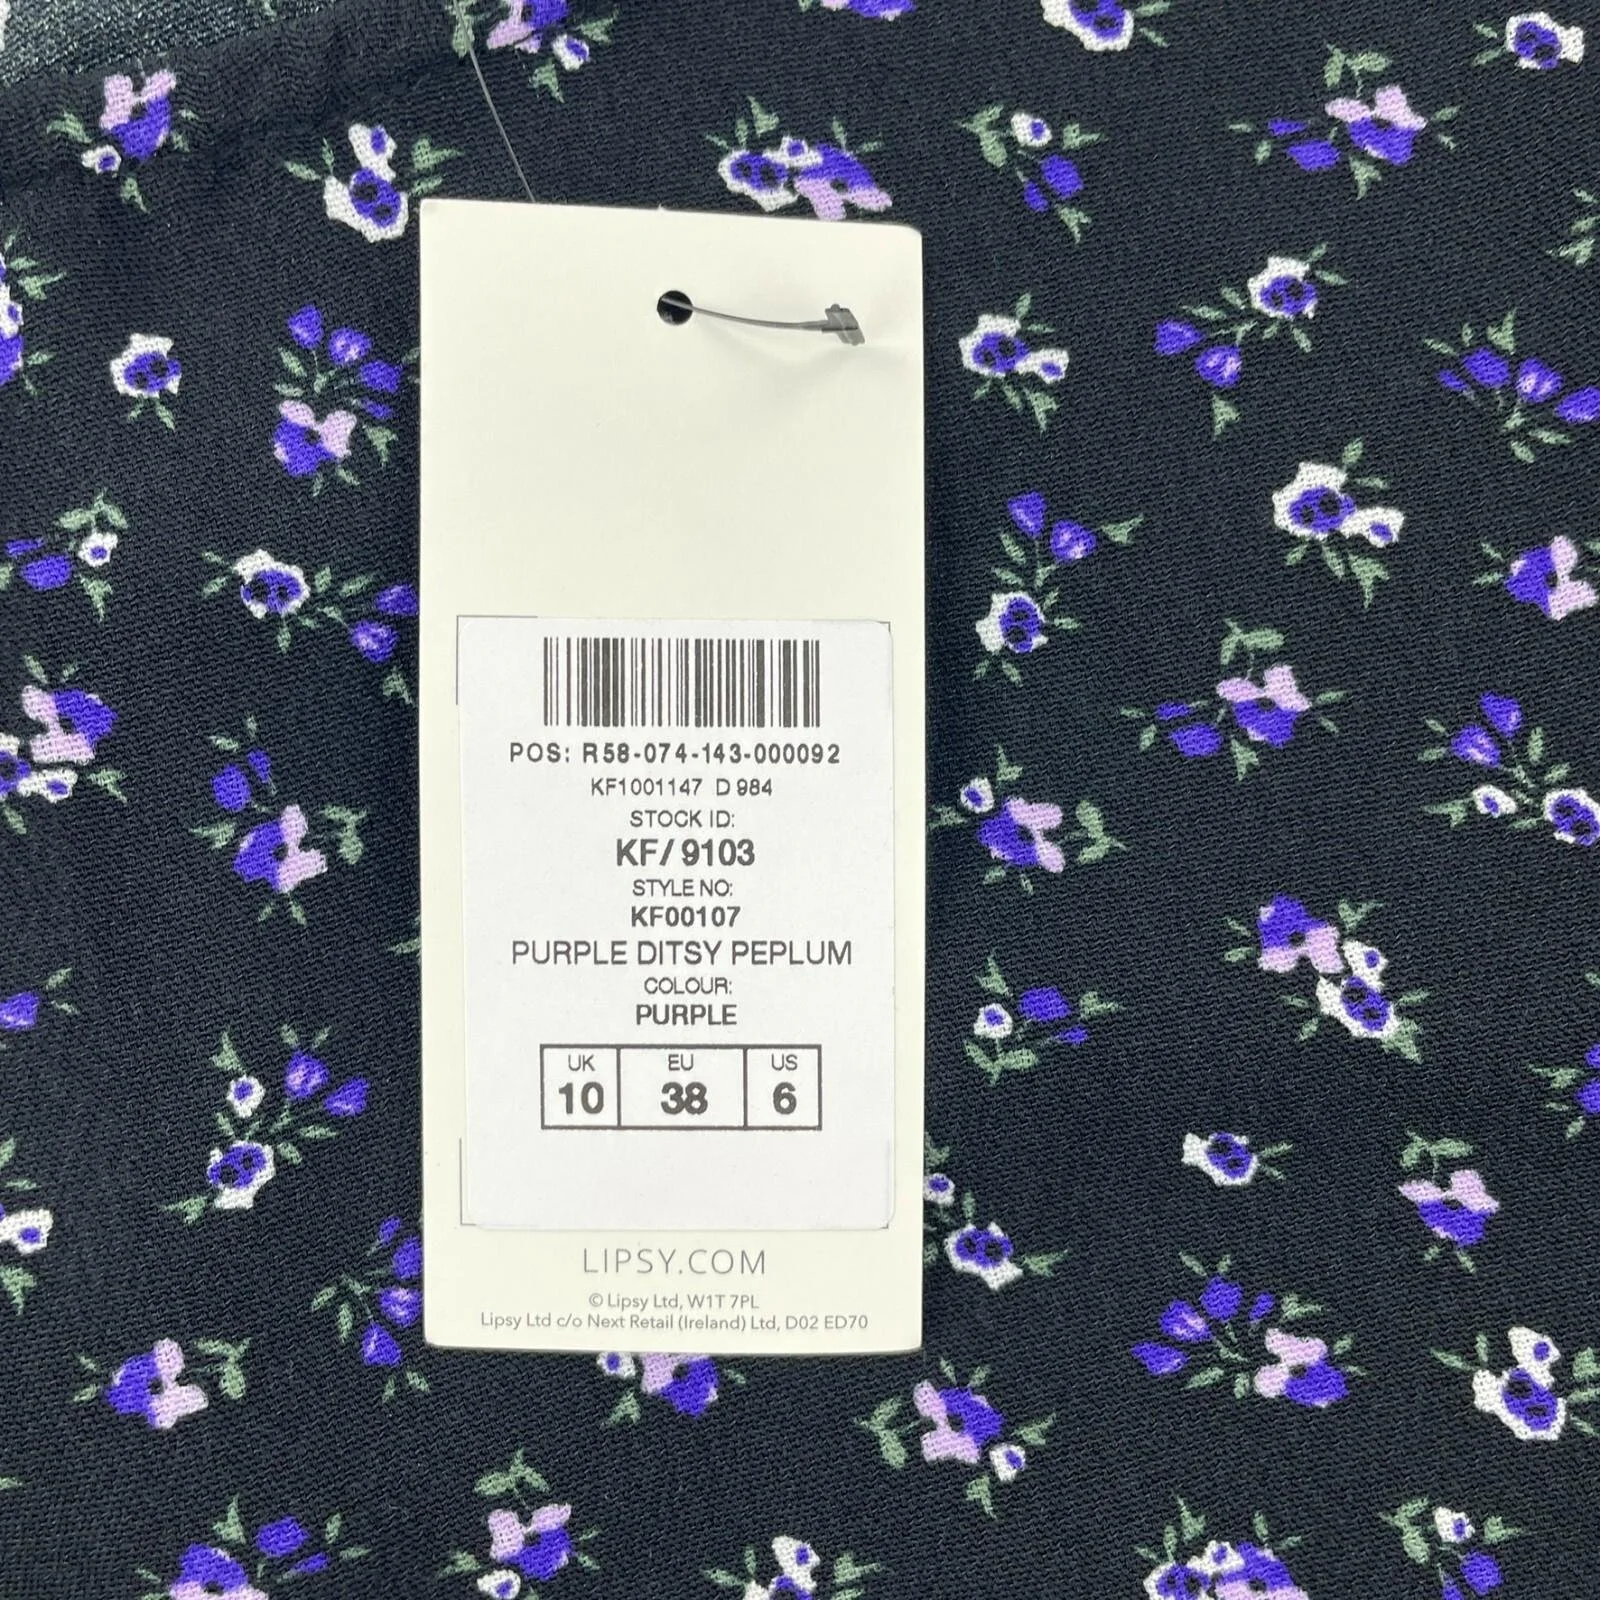 POS: R58-074-143-000092
KF1001147 D 984
STOCK ID:
KF/9103
STYLE NO:
KF00107
PURPLE DITSY PEPLUM
COLOUR:
PURPLE
UK EU US
10 38 6
LIPSY.COM
© Lipsy Ltd, W1T 7PL
Lipsy Ltd c/o Next Retail (Ireland) Ltd, D02 ED70